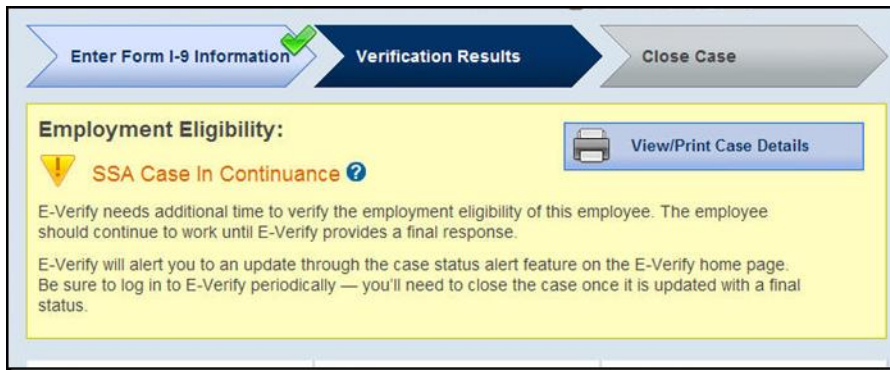 Enter Form I-9 Information
Verification Results
Close Case
Employment Eligibility:
View/Print Case Details
SSA Case In Continuance ?
E-Verify needs additional time to verify the employment eligibility of this employee. The employee
should continue to work until E-Verify provides a final response.
E-Verify will alert you to an update through the case status alert feature on the E-Verify home page.
Be sure to log in to E-Verify periodically — you'll need to close the case once it is updated with a final
status.